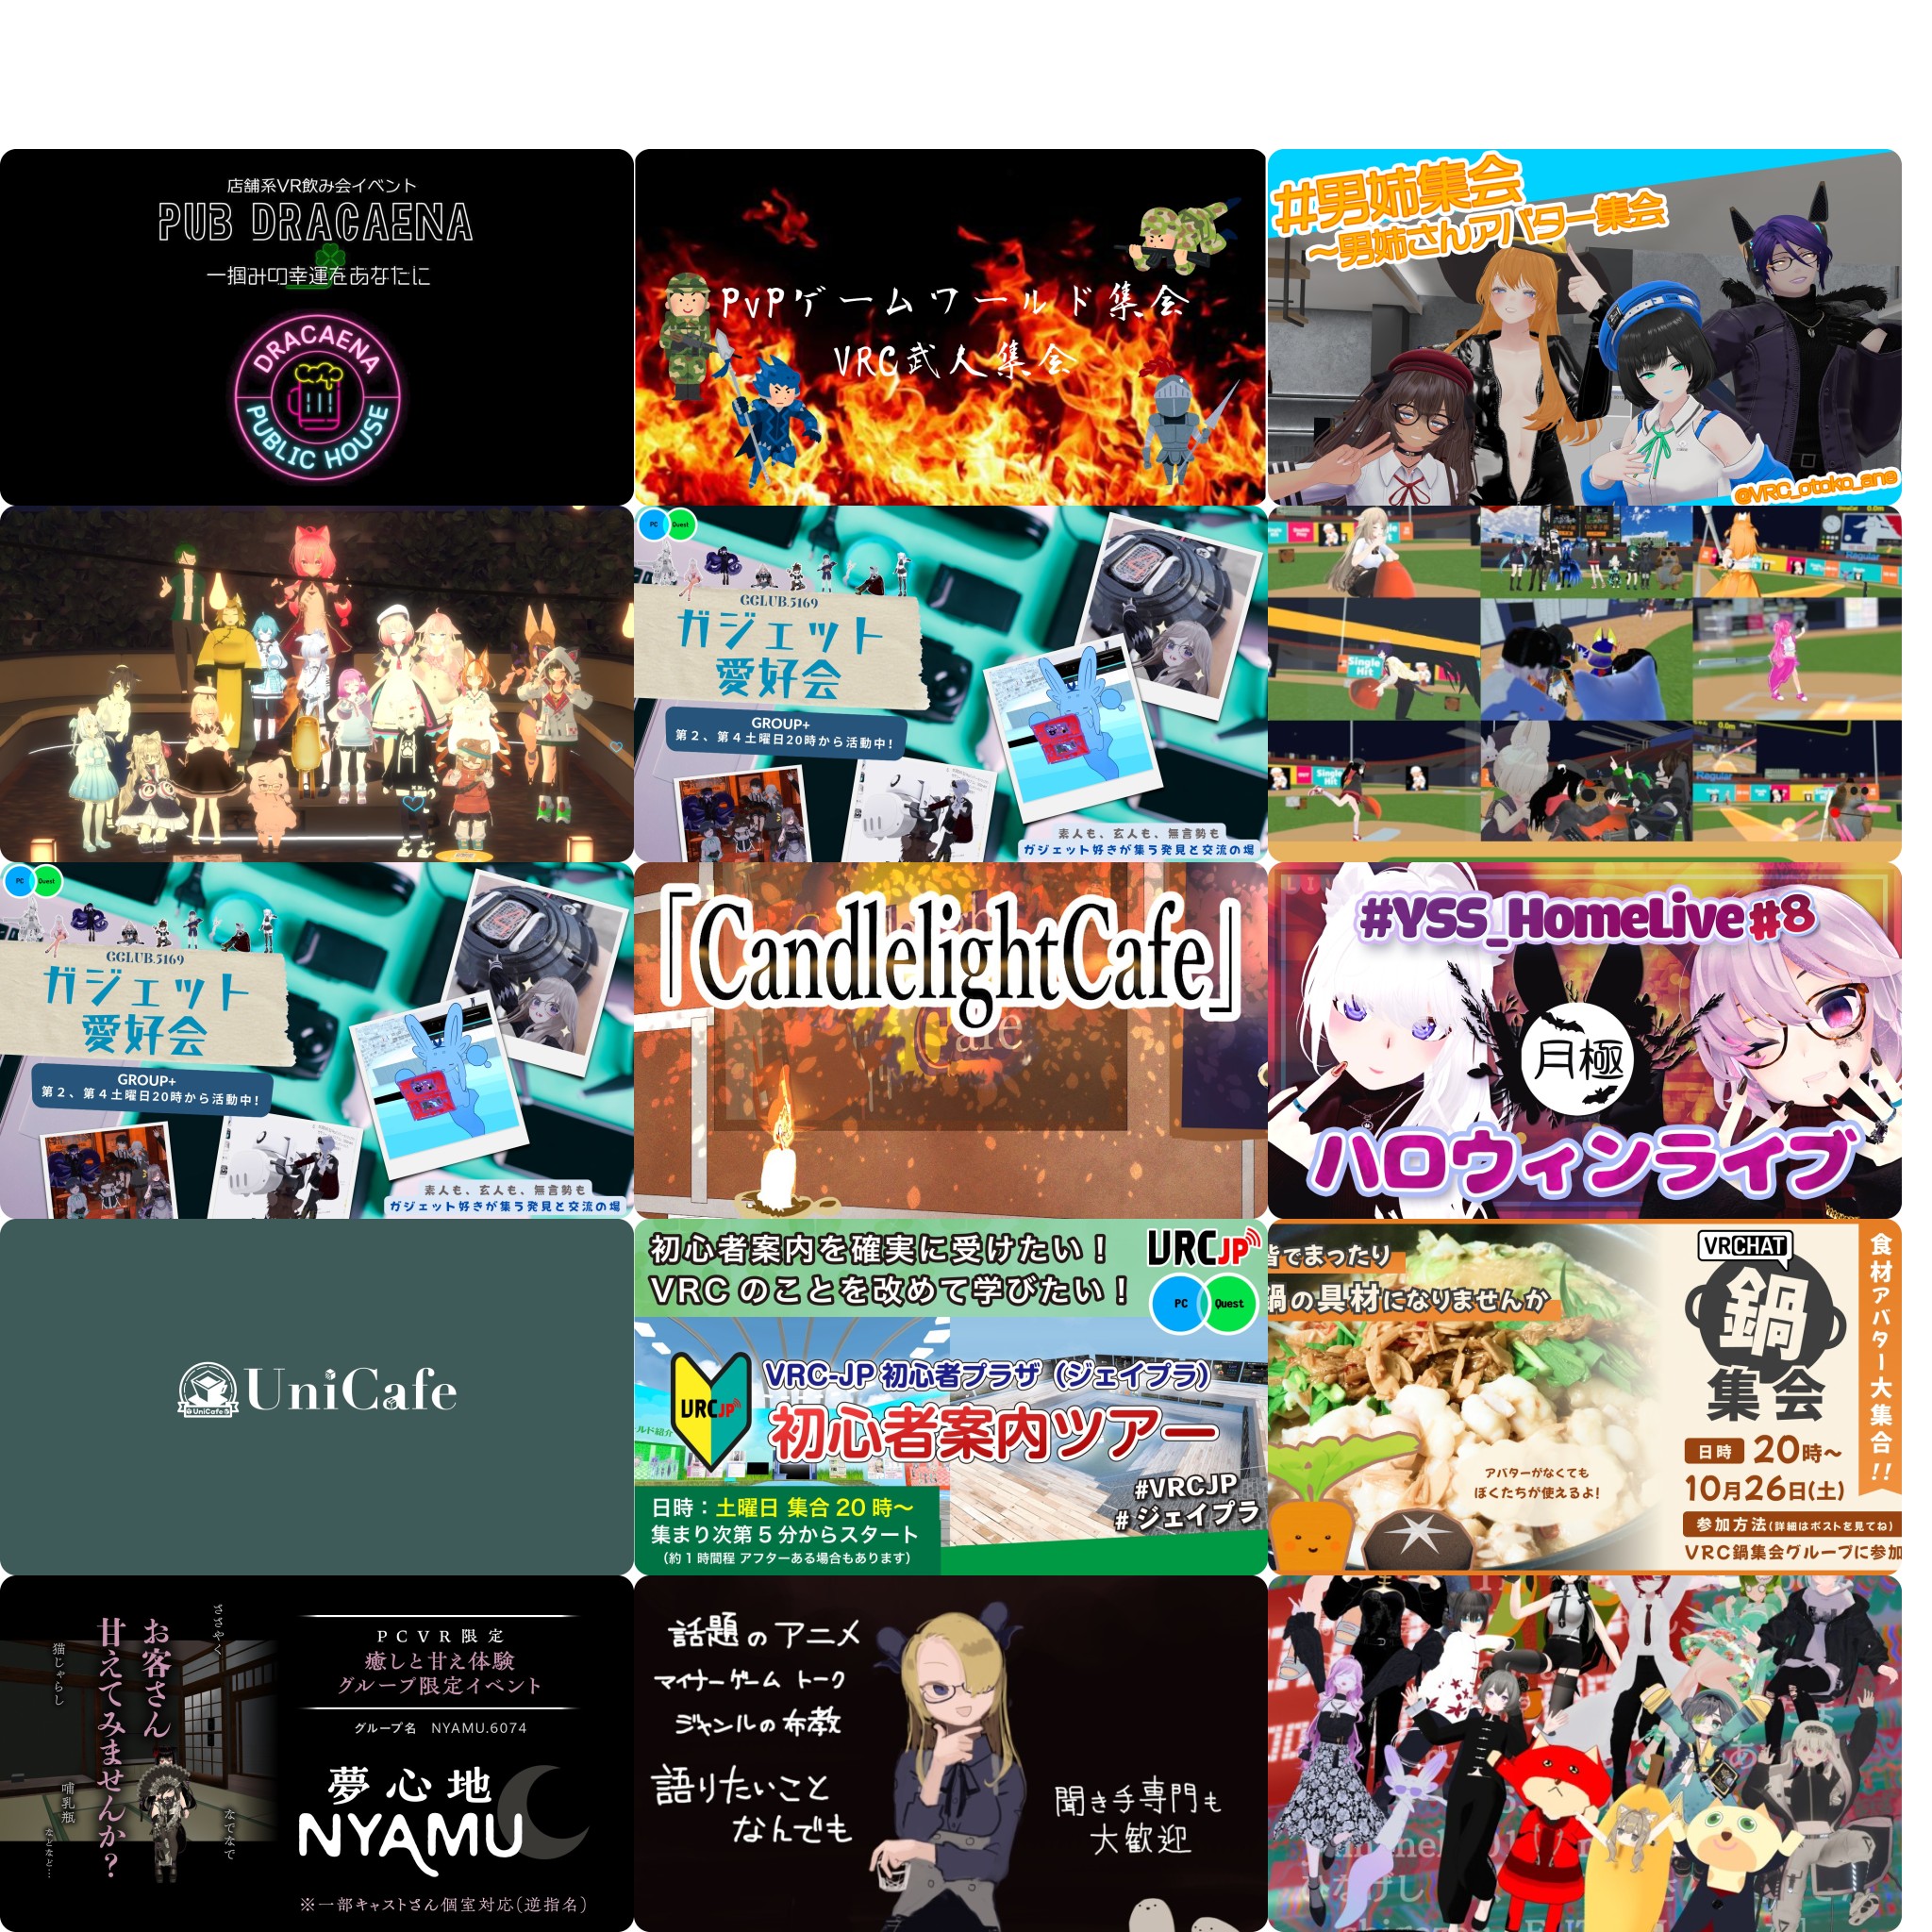 店舗系VR飲み会イベント
PUB DRACAENA
一掴みの幸運をあなたに
DRACAENA
PUBLIC HOUSE
PvPゲームワールド集会
VRC武人集会
#男姉集会
~男姉さんアバター集会
@VRC_otoko_ane
PC
Quest
GCLUB.5169
ガジェット
愛好会
GROUP+
第2、第4土曜日20時から活動中!
素人も、玄人も、無言勢も
ガジェット好きが集う発見と交流の場
Single
Hit
Single
Hit
Regular
PC
Quest
GCLUB.5169
ガジェット
愛好会
GROUP+
第2、第4土曜日20時から活動中!
素人も、玄人も、無言勢も
ガジェット好きが集う発見と交流の場
「CandlelightCafe」
Cafe
#YSS_HomeLive#8
月極
ハロウィンライブ
UniCafe
UniCafe
初心者案内を確実に受けたい!
VRCのことを改めて学びたい!
VRCJP
PC
Quest
VRCJP
VRC-JP 初心者プラザ(ジェイプラ)
初心者案内ツアー
#VRCJP
#ジェイプラ
日時:土曜日 集合20時~
集まり次第5分からスタート
(約1時間程 アフターある場合もあります)
皆でまったり
鍋の具材になりませんか
VRCHAT
鍋
集会
食材アバター大集合!!
日時 20時~
10月26日(土)
アバターがなくても
ぼくたちが使えるよ!
参加方法(詳細はポストを見てね)
VRC鍋集会グループに参加
ささやく
お客さん
甘えてみませんか?
猫じゃらし
哺乳瓶
なでなで
などなど…
PCVR限定
癒しと甘え体験
グループ限定イベント
グループ名 NYAMU.6074
夢心地
NYAMU
※一部キャストさん個室対応(逆指名)
話題のアニメ
マイナーゲーム トーク
ジャンルの布教
語りたいこと
なんでも
聞き手専門も
大歓迎